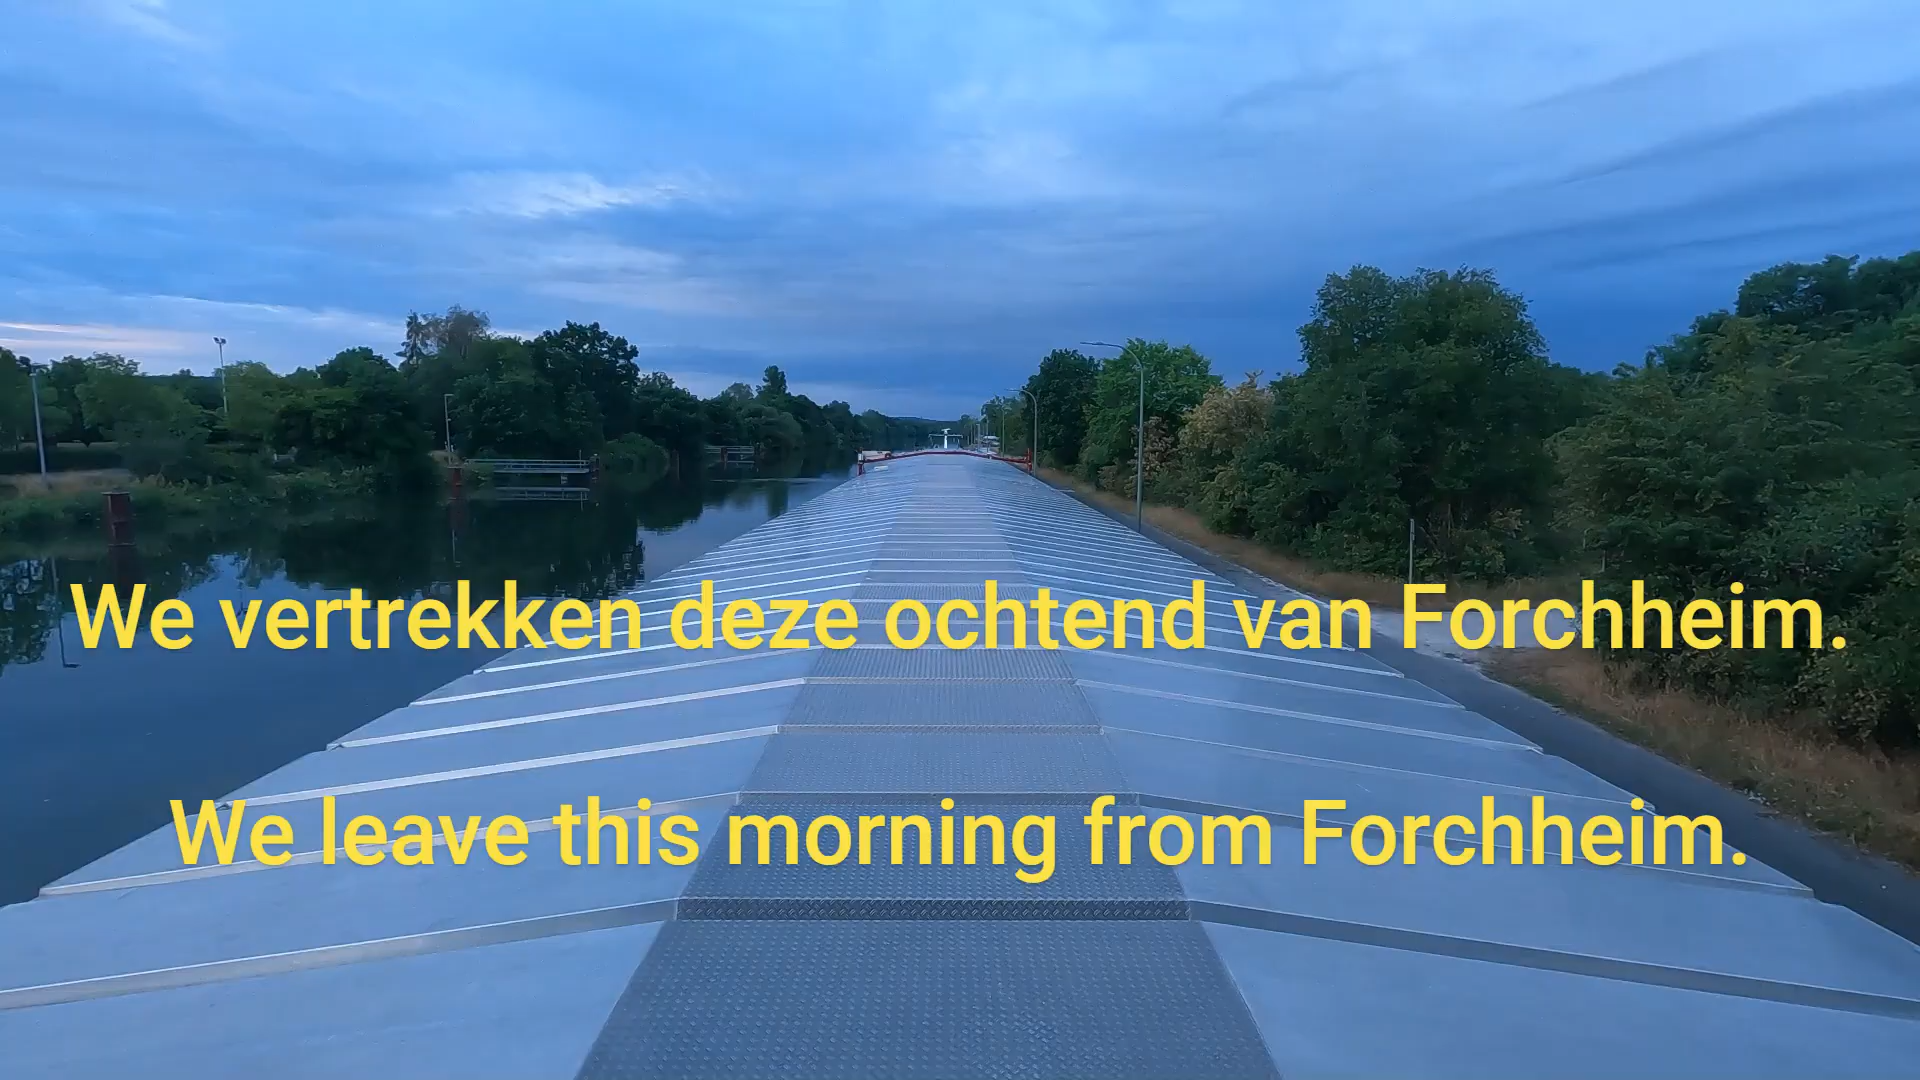 We vertrekken deze ochtend van Forchheim.
We leave this morning from Forchheim.